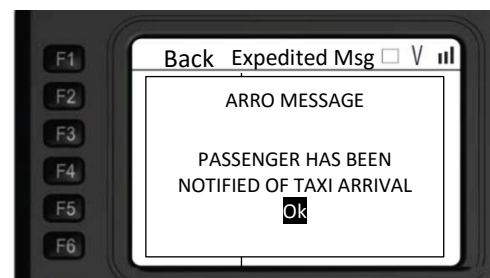 F1
Back Expedited Msg V
F2
ARRO MESSAGE
F3
PASSENGER HAS BEEN
F4
NOTIFIED OF TAXI ARRIVAL
F5
Ok
F6